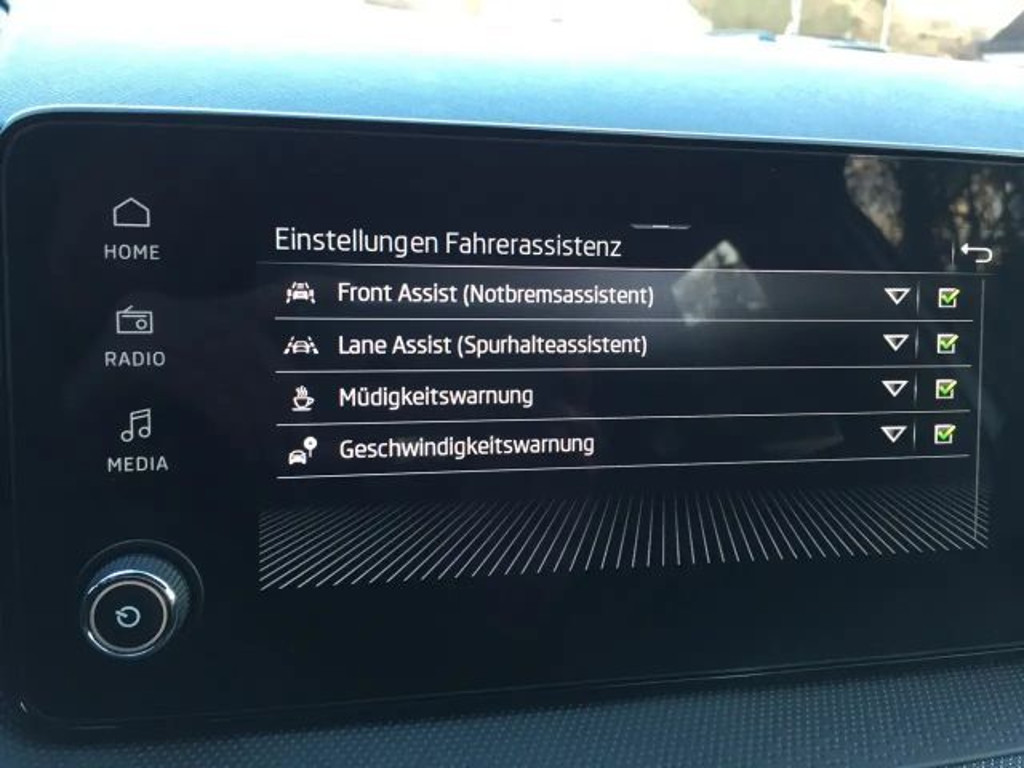 HOME
RADIO
MEDIA
Einstellungen Fahrerassistenz
Front Assist (Notbremsassistent)
Lane Assist (Spurhalteassistent)
Müdigkeitswarnung
Geschwindigkeitswarnung